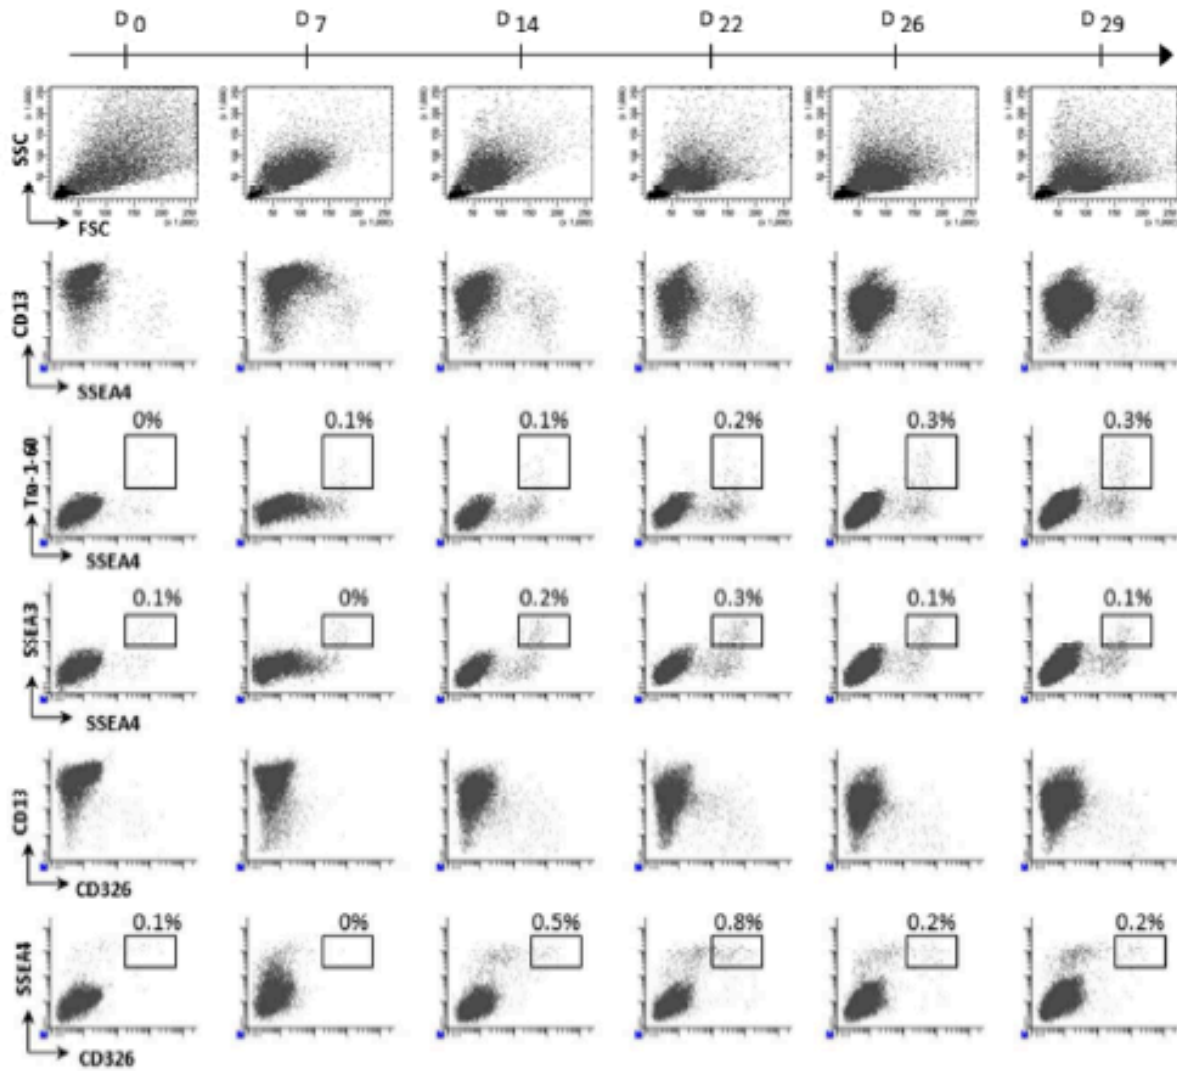 D 0 D 7 D 14 D 22 D 26 D 29
SSC
FSC
CD13
SSEA4
0% 0.1% 0.1% 0.2% 0.3% 0.3%
Tra-1-60
SSEA4
0.1% 0% 0.2% 0.3% 0.1% 0.1%
SSEA3
SSEA4
CD13
CD326
0.1% 0% 0.5% 0.8% 0.2% 0.2%
SSEA4
CD326